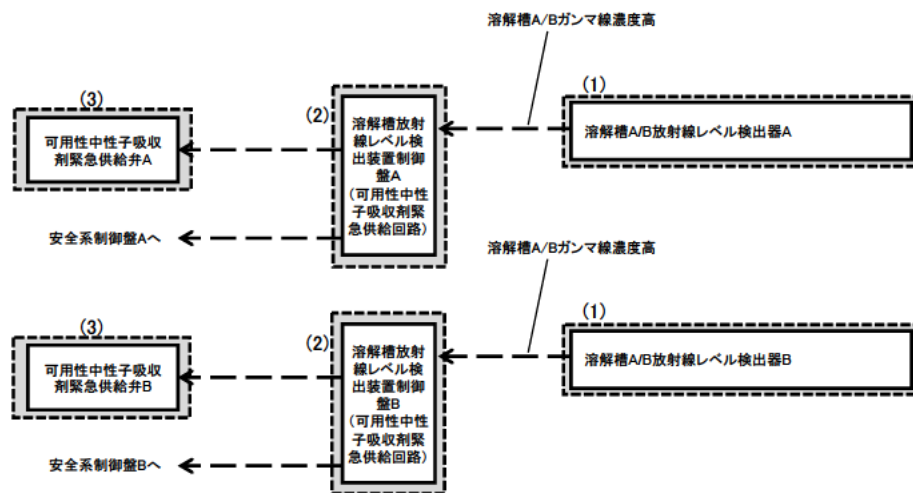 溶解槽A/Bガンマ線濃度高
(1)
(3)
(2)
溶解槽放射
線レベル検
出装置制御
盤A
(可用性中性
子吸収剤緊
急供給回路)
溶解槽A/B放射線レベル検出器A
可用性中性子吸収
剤緊急供給弁A
安全系制御盤Aへ
溶解槽A/Bガンマ線濃度高
(1)
(3)
(2)
溶解槽放射
線レベル検
出装置制御
盤B
(可用性中性
子吸収剤緊
急供給回路)
溶解槽A/B放射線レベル検出器B
可用性中性子吸収
剤緊急供給弁B
安全系制御盤Bへ